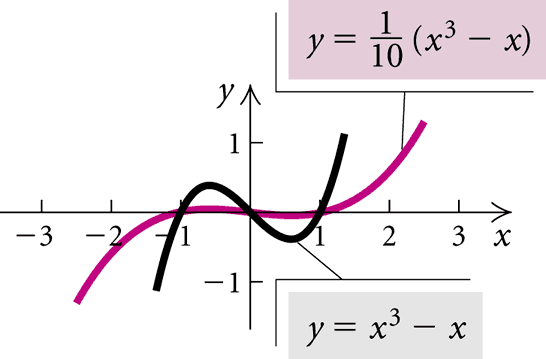 y = 1/10 (x³ − x)
y
1
−3 −2 −1 1 2 3 x
−1
y = x³ − x